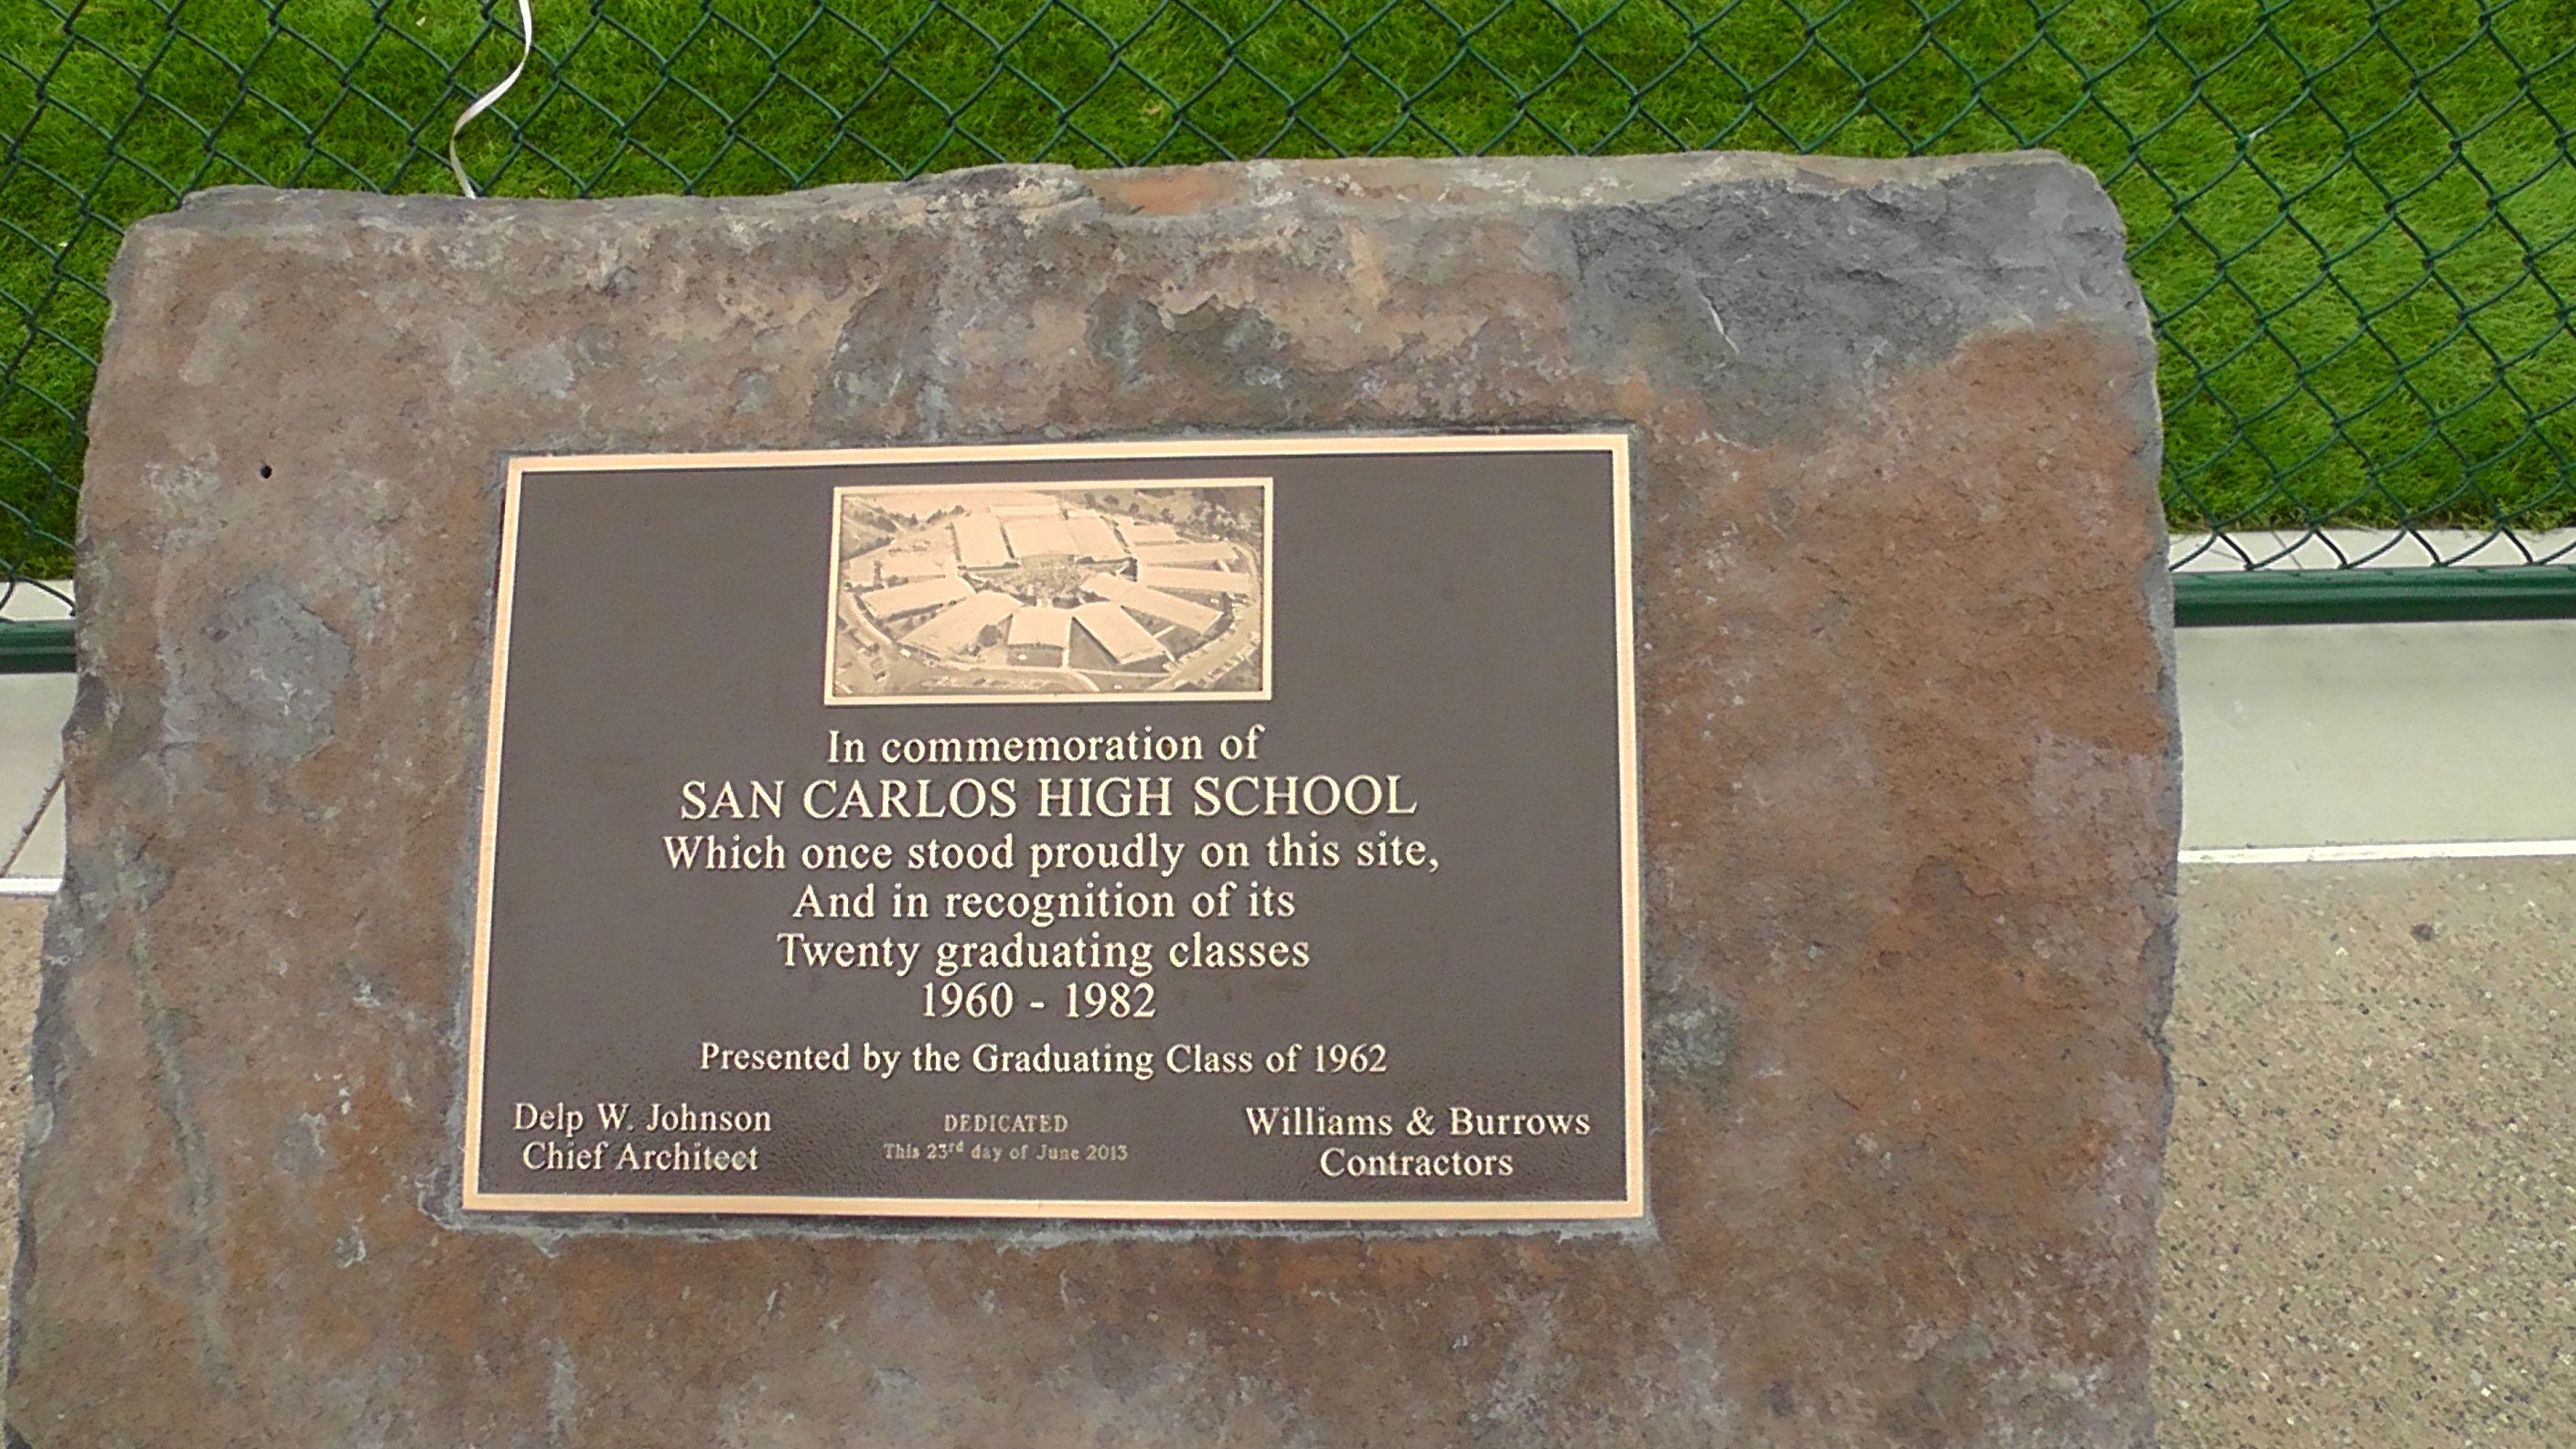 In commemoration of
SAN CARLOS HIGH SCHOOL
Which once stood proudly on this site,
And in recognition of its
Twenty graduating classes
1960 - 1982
Presented by the Graduating Class of 1962
Delp W. Johnson
Chief Architect
DEDICATED
This 23rd day of June 2013
Williams & Burrows
Contractors